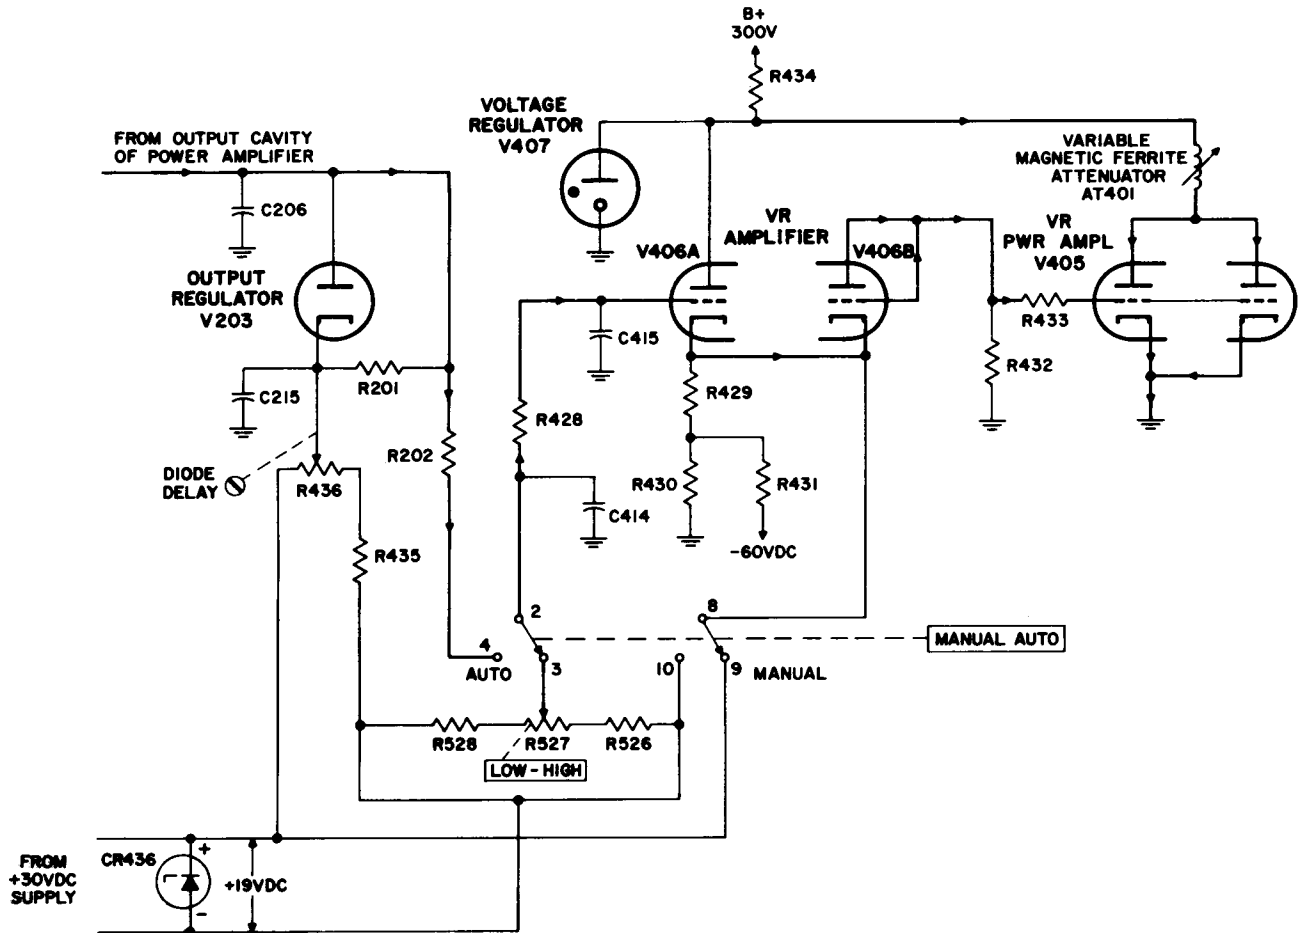 B+
300V
R434
VOLTAGE
REGULATOR
V407
FROM OUTPUT CAVITY
OF POWER AMPLIFIER
VARIABLE
MAGNETIC FERRITE
ATTENUATOR
AT401
C206
VR
AMPLIFIER
V406A
V406B
VR
PWR AMPL
V405
OUTPUT
REGULATOR
V203
C415
R433
R432
C215
R201
R429
R428
R202
DIODE
DELAY
R436
R430
R431
C414
-60VDC
R435
2
8
MANUAL AUTO
4
AUTO
3
10
9
MANUAL
R528
R527
R526
LOW-HIGH
FROM
+30VDC
SUPPLY
CR436
+
-
+19VDC